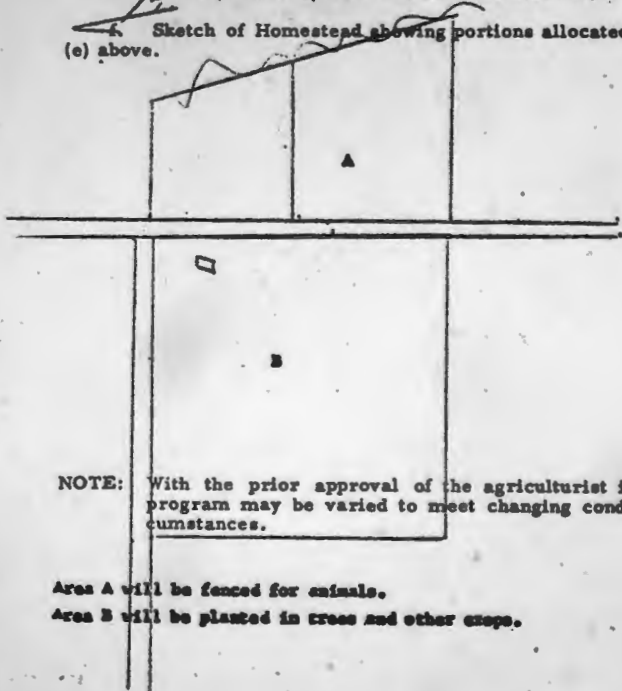 f. Sketch of Homestead showing portions allocated
(e) above.
A
B
NOTE: With the prior approval of the agriculturist
program may be varied to meet changing cond
cumstances.
Area A will be fenced for animals.
Area B will be planted in trees and other crops.